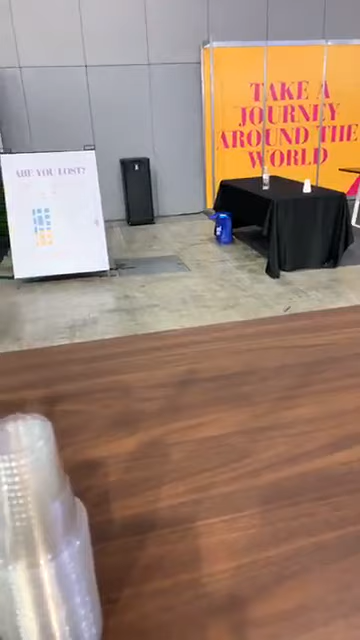 ARE YOU LOST?
TAKE A
JOURNEY
AROUND THE
WORLD